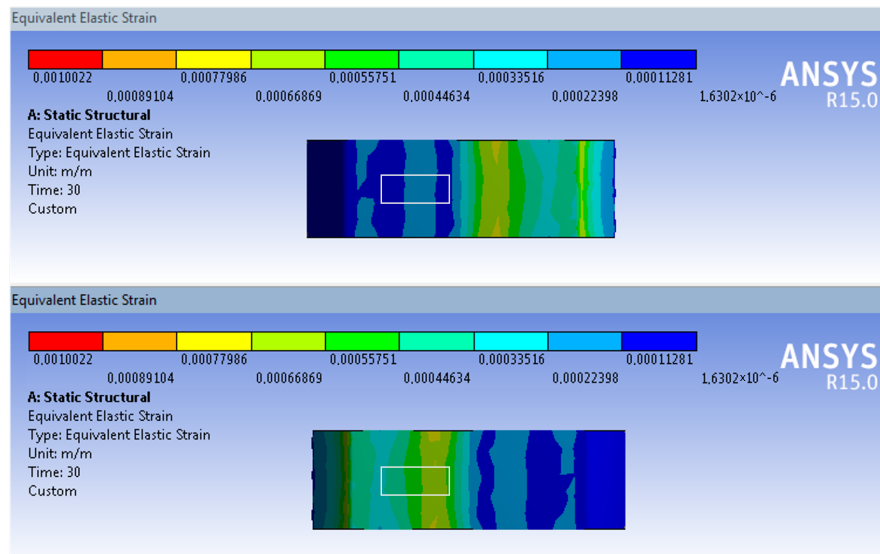 Equivalent Elastic Strain
0,0010022 0,00077986 0,00055751 0,00033516 0,00011281
0,00089104 0,00066869 0,00044634 0,00022398 1,6302×10^-6
ANSYS
R15.0
A: Static Structural
Equivalent Elastic Strain
Type: Equivalent Elastic Strain
Unit: m/m
Time: 30
Custom
Equivalent Elastic Strain
0,0010022 0,00077986 0,00055751 0,00033516 0,00011281
0,00089104 0,00066869 0,00044634 0,00022398 1,6302×10^-6
ANSYS
R15.0
A: Static Structural
Equivalent Elastic Strain
Type: Equivalent Elastic Strain
Unit: m/m
Time: 30
Custom